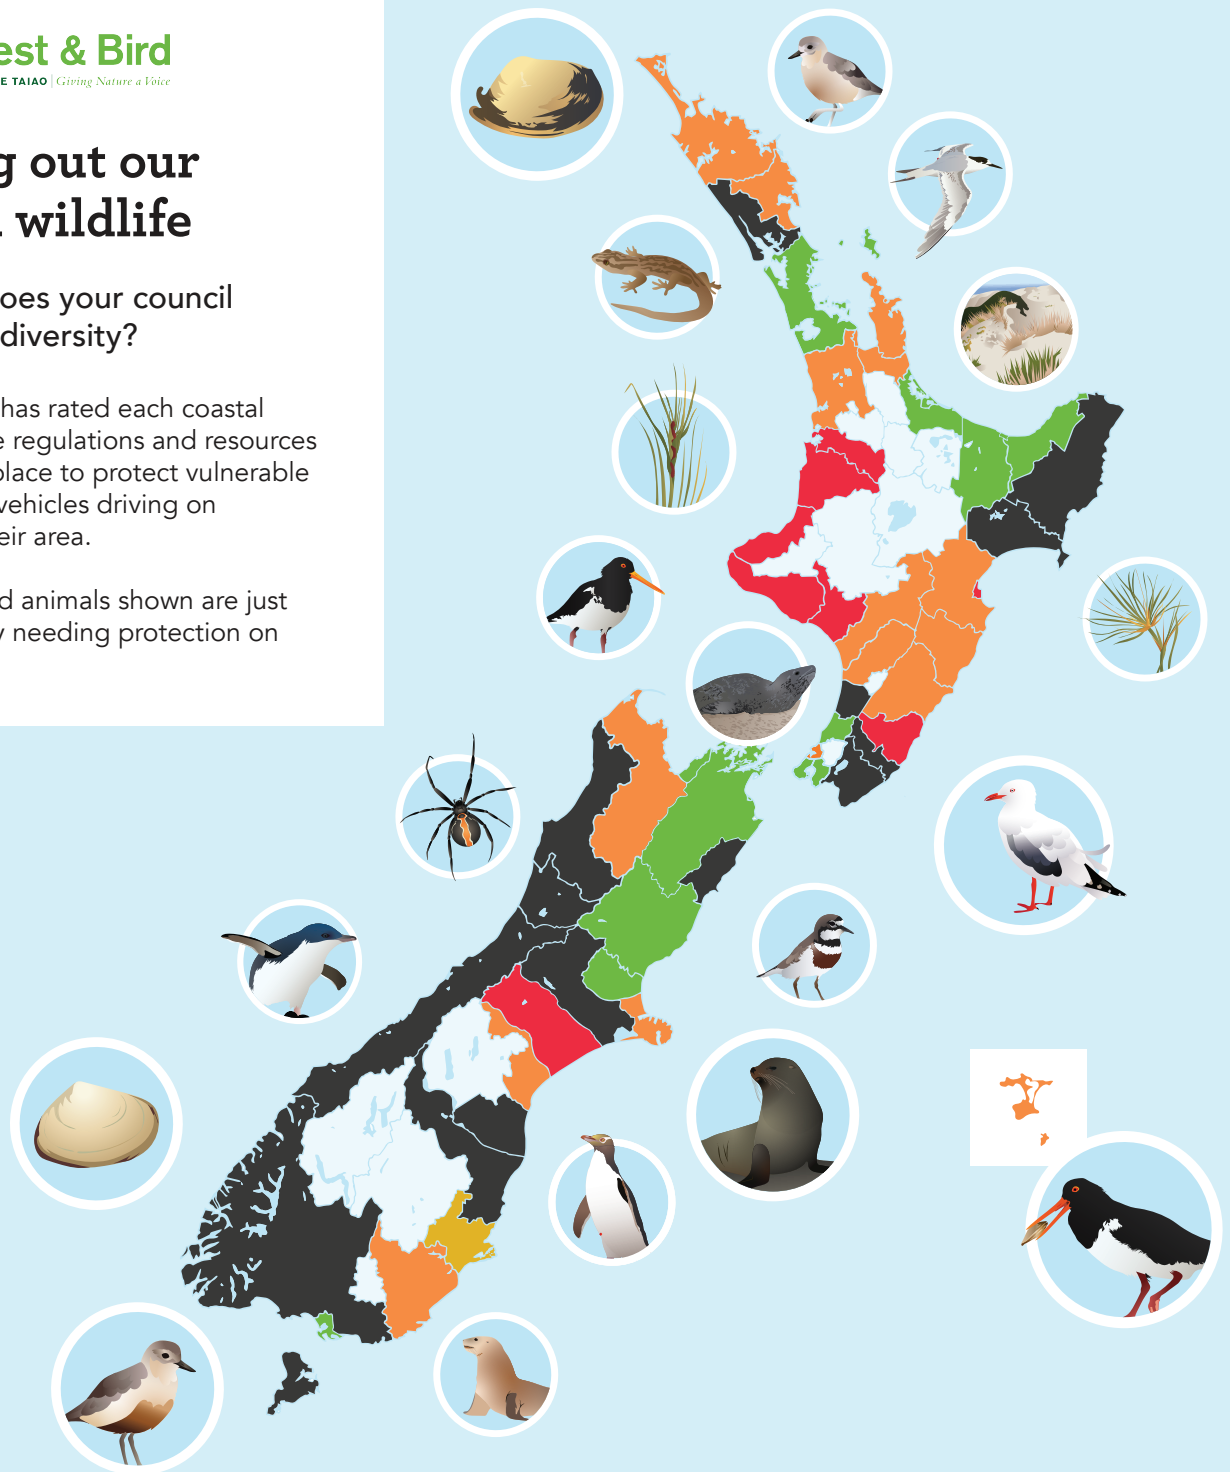 est & Bird
E TAIAO | Giving Nature a Voice
g out our
wildlife
oes your council
diversity?
has rated each coastal
e regulations and resources
place to protect vulnerable
vehicles driving on
eir area.
d animals shown are just
y needing protection on